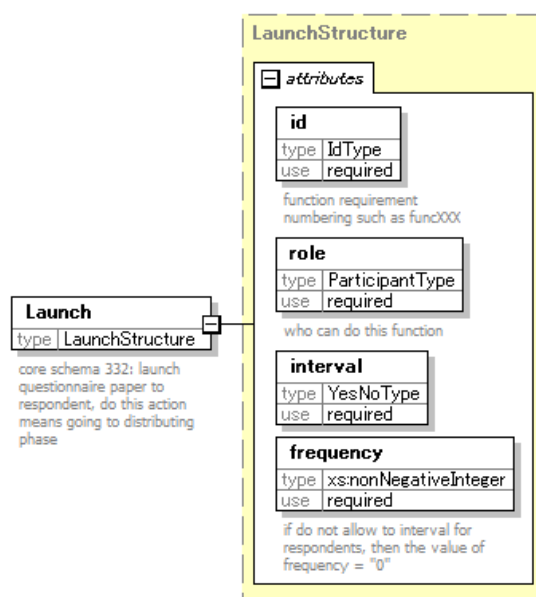 LaunchStructure
attributes
id
type IdType
use required
function requirement
numbering such as funcXXX
role
type ParticipantType
use required
who can do this function
Launch
type LaunchStructure
core schema 332: launch
questionnaire paper to
respondent, do this action
means going to distributing
phase
interval
type YesNoType
use required
frequency
type xs:nonNegativeInteger
use required
if do not allow to interval for
respondents, then the value of
frequency = "0"